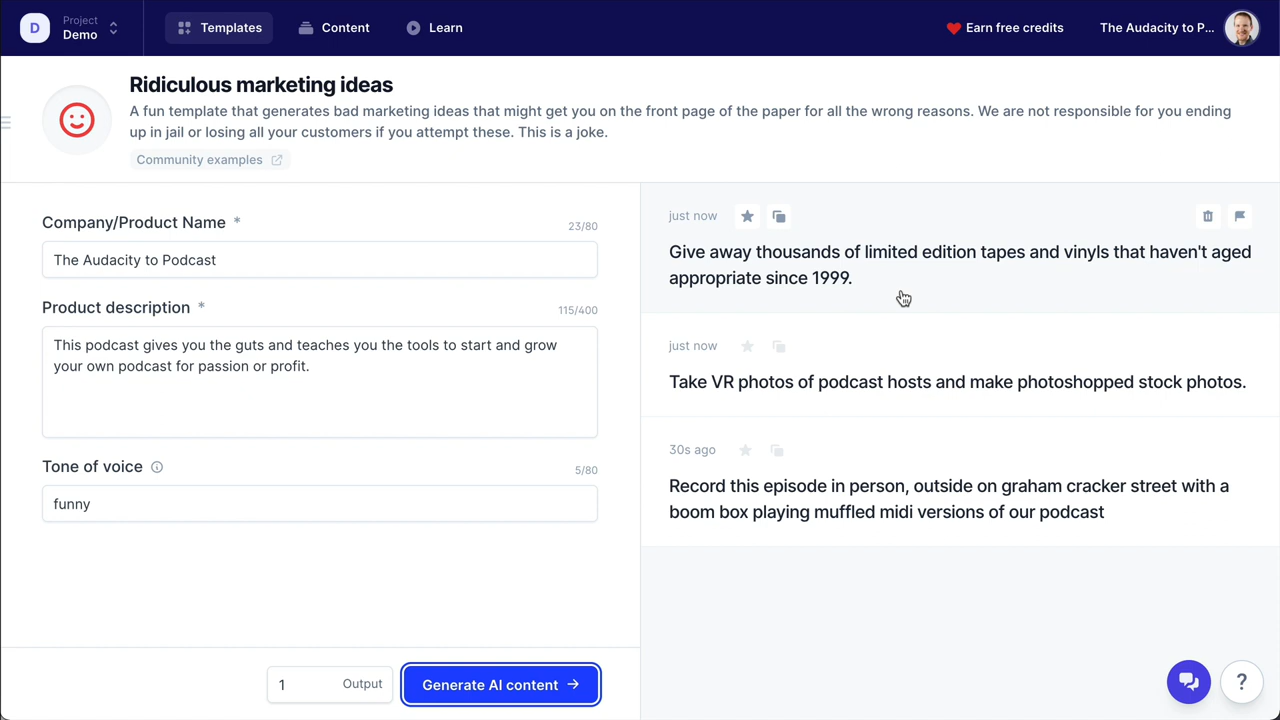 D
Project
Demo
Templates
Content
Learn
Earn free credits
The Audacity to P...
Ridiculous marketing ideas
A fun template that generates bad marketing ideas that might get you on the front page of the paper for all the wrong reasons. We are not responsible for you ending
up in jail or losing all your customers if you attempt these. This is a joke.
Community examples
Company/Product Name *
23/80
The Audacity to Podcast
Product description *
115/400
This podcast gives you the guts and teaches you the tools to start and grow
your own podcast for passion or profit.
Tone of voice
5/80
funny
1
Output
Generate AI content →
just now
Give away thousands of limited edition tapes and vinyls that haven't aged
appropriate since 1999.
just now
Take VR photos of podcast hosts and make photoshopped stock photos.
30s ago
Record this episode in person, outside on graham cracker street with a
boom box playing muffled midi versions of our podcast
?